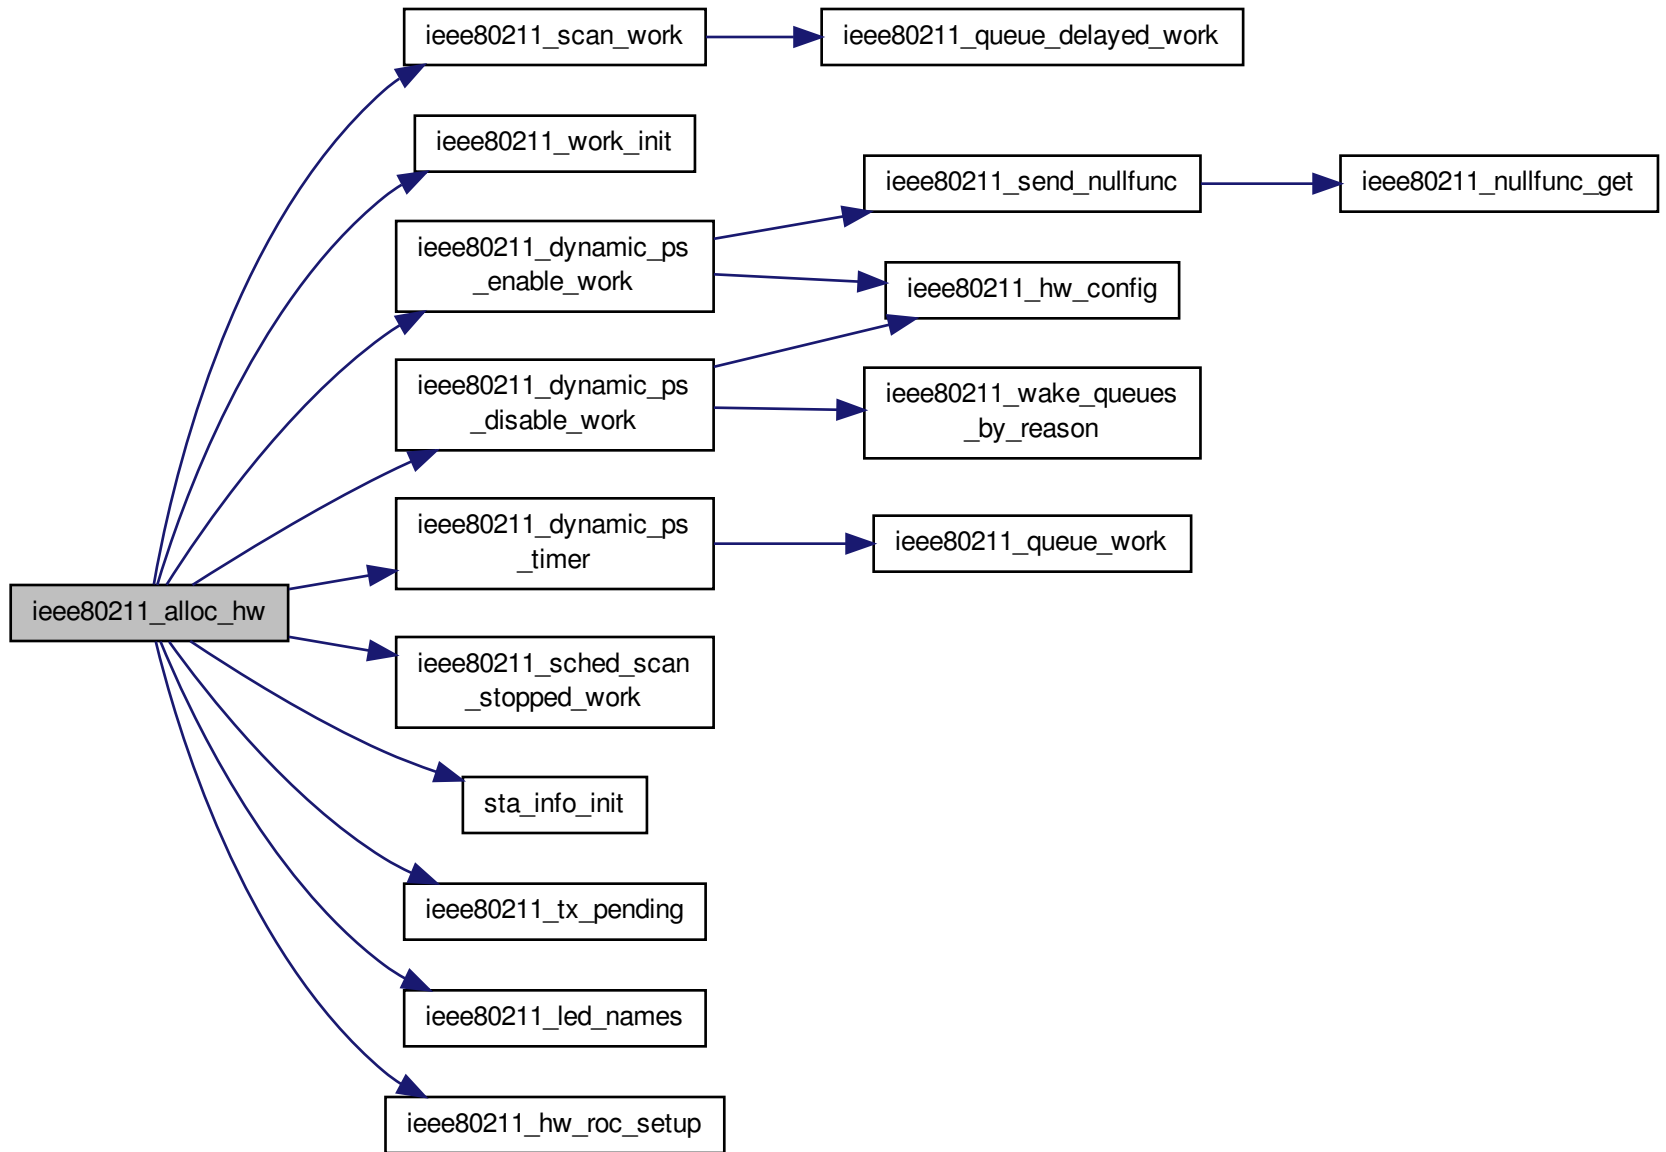 ieee80211_scan_work
ieee80211_queue_delayed_work
ieee80211_work_init
ieee80211_send_nullfunc
ieee80211_nullfunc_get
ieee80211_dynamic_ps
_enable_work
ieee80211_hw_config
ieee80211_dynamic_ps
_disable_work
ieee80211_wake_queues
_by_reason
ieee80211_dynamic_ps
_timer
ieee80211_queue_work
ieee80211_alloc_hw
ieee80211_sched_scan
_stopped_work
sta_info_init
ieee80211_tx_pending
ieee80211_led_names
ieee80211_hw_roc_setup